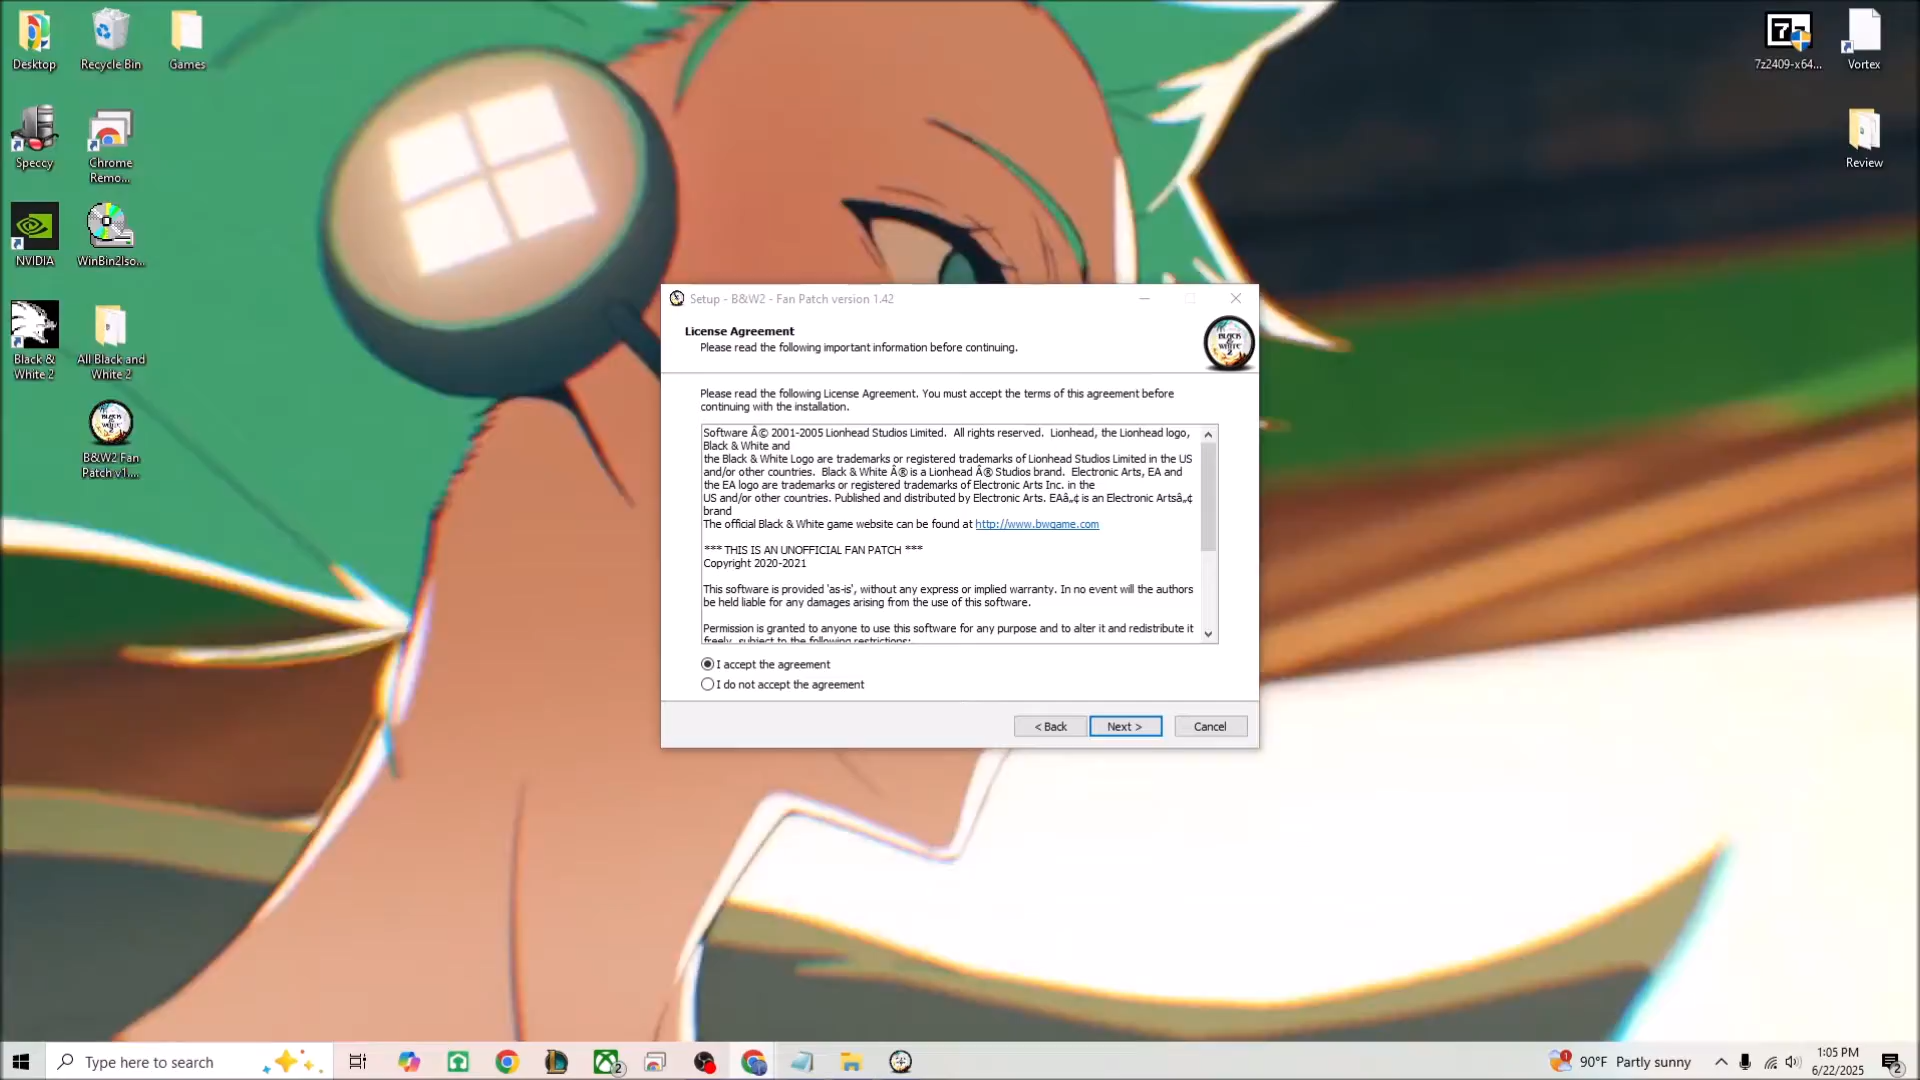 Desktop
Recycle Bin
Games
7z2409-x64...
Vortex
Speccy
Chrome
Remo...
Review
NVIDIA
WinBin2Iso...
Black &
White 2
All Black and
White 2
B&W2 Fan
Patch v1....
Setup - B&W2 - Fan Patch version 1.42
License Agreement
Please read the following important information before continuing.
BLACK
& WHITE
2
Please read the following License Agreement. You must accept the terms of this agreement before
continuing with the installation.
Software Â© 2001-2005 Lionhead Studios Limited.  All rights reserved.  Lionhead, the Lionhead logo,
Black & White and
the Black & White Logo are trademarks or registered trademarks of Lionhead Studios Limited in the US
and/or other countries.  Black & White Â® is a Lionhead Â® Studios brand.  Electronic Arts, EA and
the EA logo are trademarks or registered trademarks of Electronic Arts Inc. in the
US and/or other countries. Published and distributed by Electronic Arts. EAâ„¢ is an Electronic Artsâ„¢
brand
The official Black & White game website can be found at http://www.bwgame.com
*** THIS IS AN UNOFFICIAL FAN PATCH ***
Copyright 2020-2021
This software is provided 'as-is', without any express or implied warranty. In no event will the authors
be held liable for any damages arising from the use of this software.
Permission is granted to anyone to use this software for any purpose and to alter it and redistribute it
freely, subject to the following restrictions:
I accept the agreement
I do not accept the agreement
< Back
Next >
Cancel
Type here to search
2
1
90°F Partly sunny
1:05 PM
6/22/2025
2